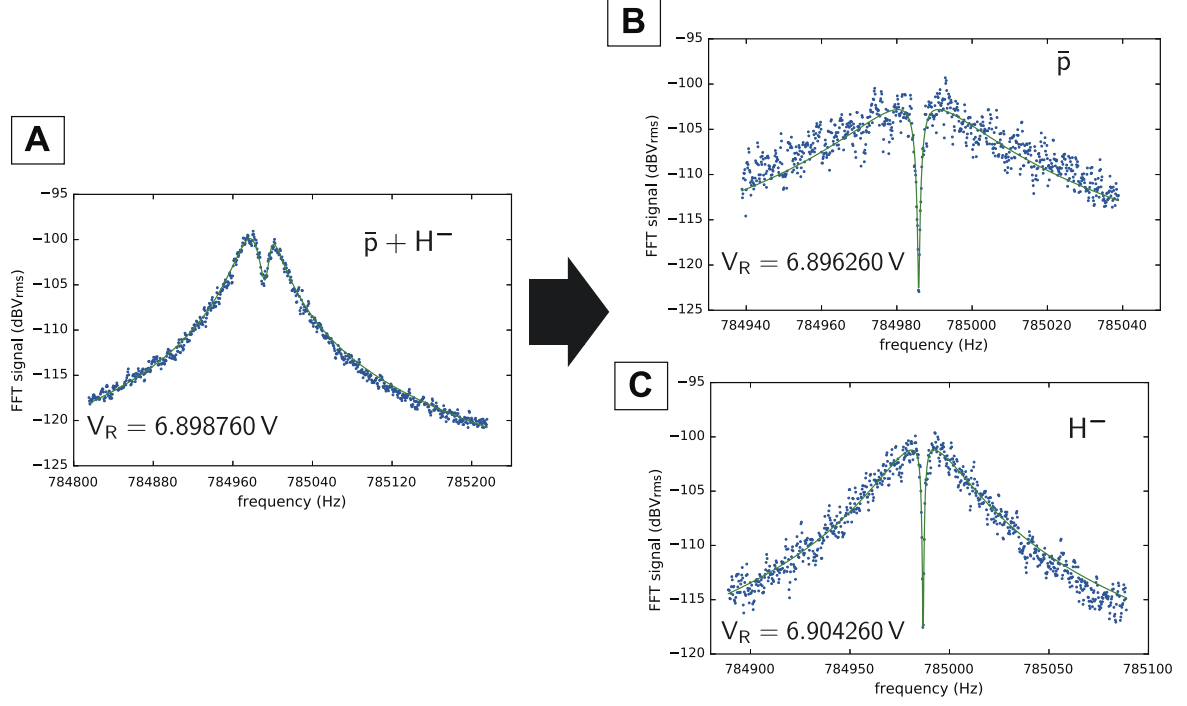 A
−95
−100
−105
−110
−115
−120
−125
FFT signal (dBVrms)
p̄ + H−
VR = 6.898760 V
784800 784880 784960 785040 785120 785200
frequency (Hz)
B
−95
−100
−105
−110
−115
−120
−125
FFT signal (dBVrms)
p̄
VR = 6.896260 V
784940 784960 784980 785000 785020 785040
frequency (Hz)
C
−95
−100
−105
−110
−115
−120
FFT signal (dBVrms)
H−
VR = 6.904260 V
784900 784950 785000 785050 785100
frequency (Hz)